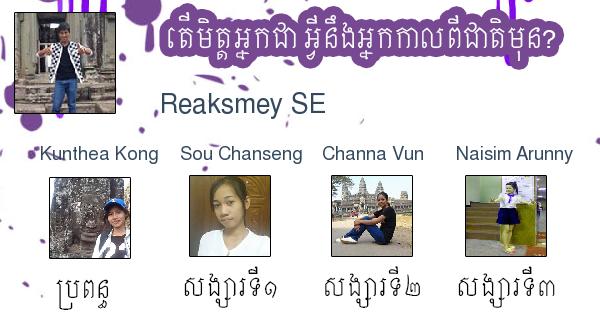 តើមិត្តអ្នកជា អ្វីនឹងអ្នកកាលពីជាតិមុន?
Reaksmey SE
Kunthea Kong Sou Chanseng Channa Vun Naisim Arunny
ប្រពន្ធ សង្សារទី១ សង្សារទី២ សង្សារទី៣